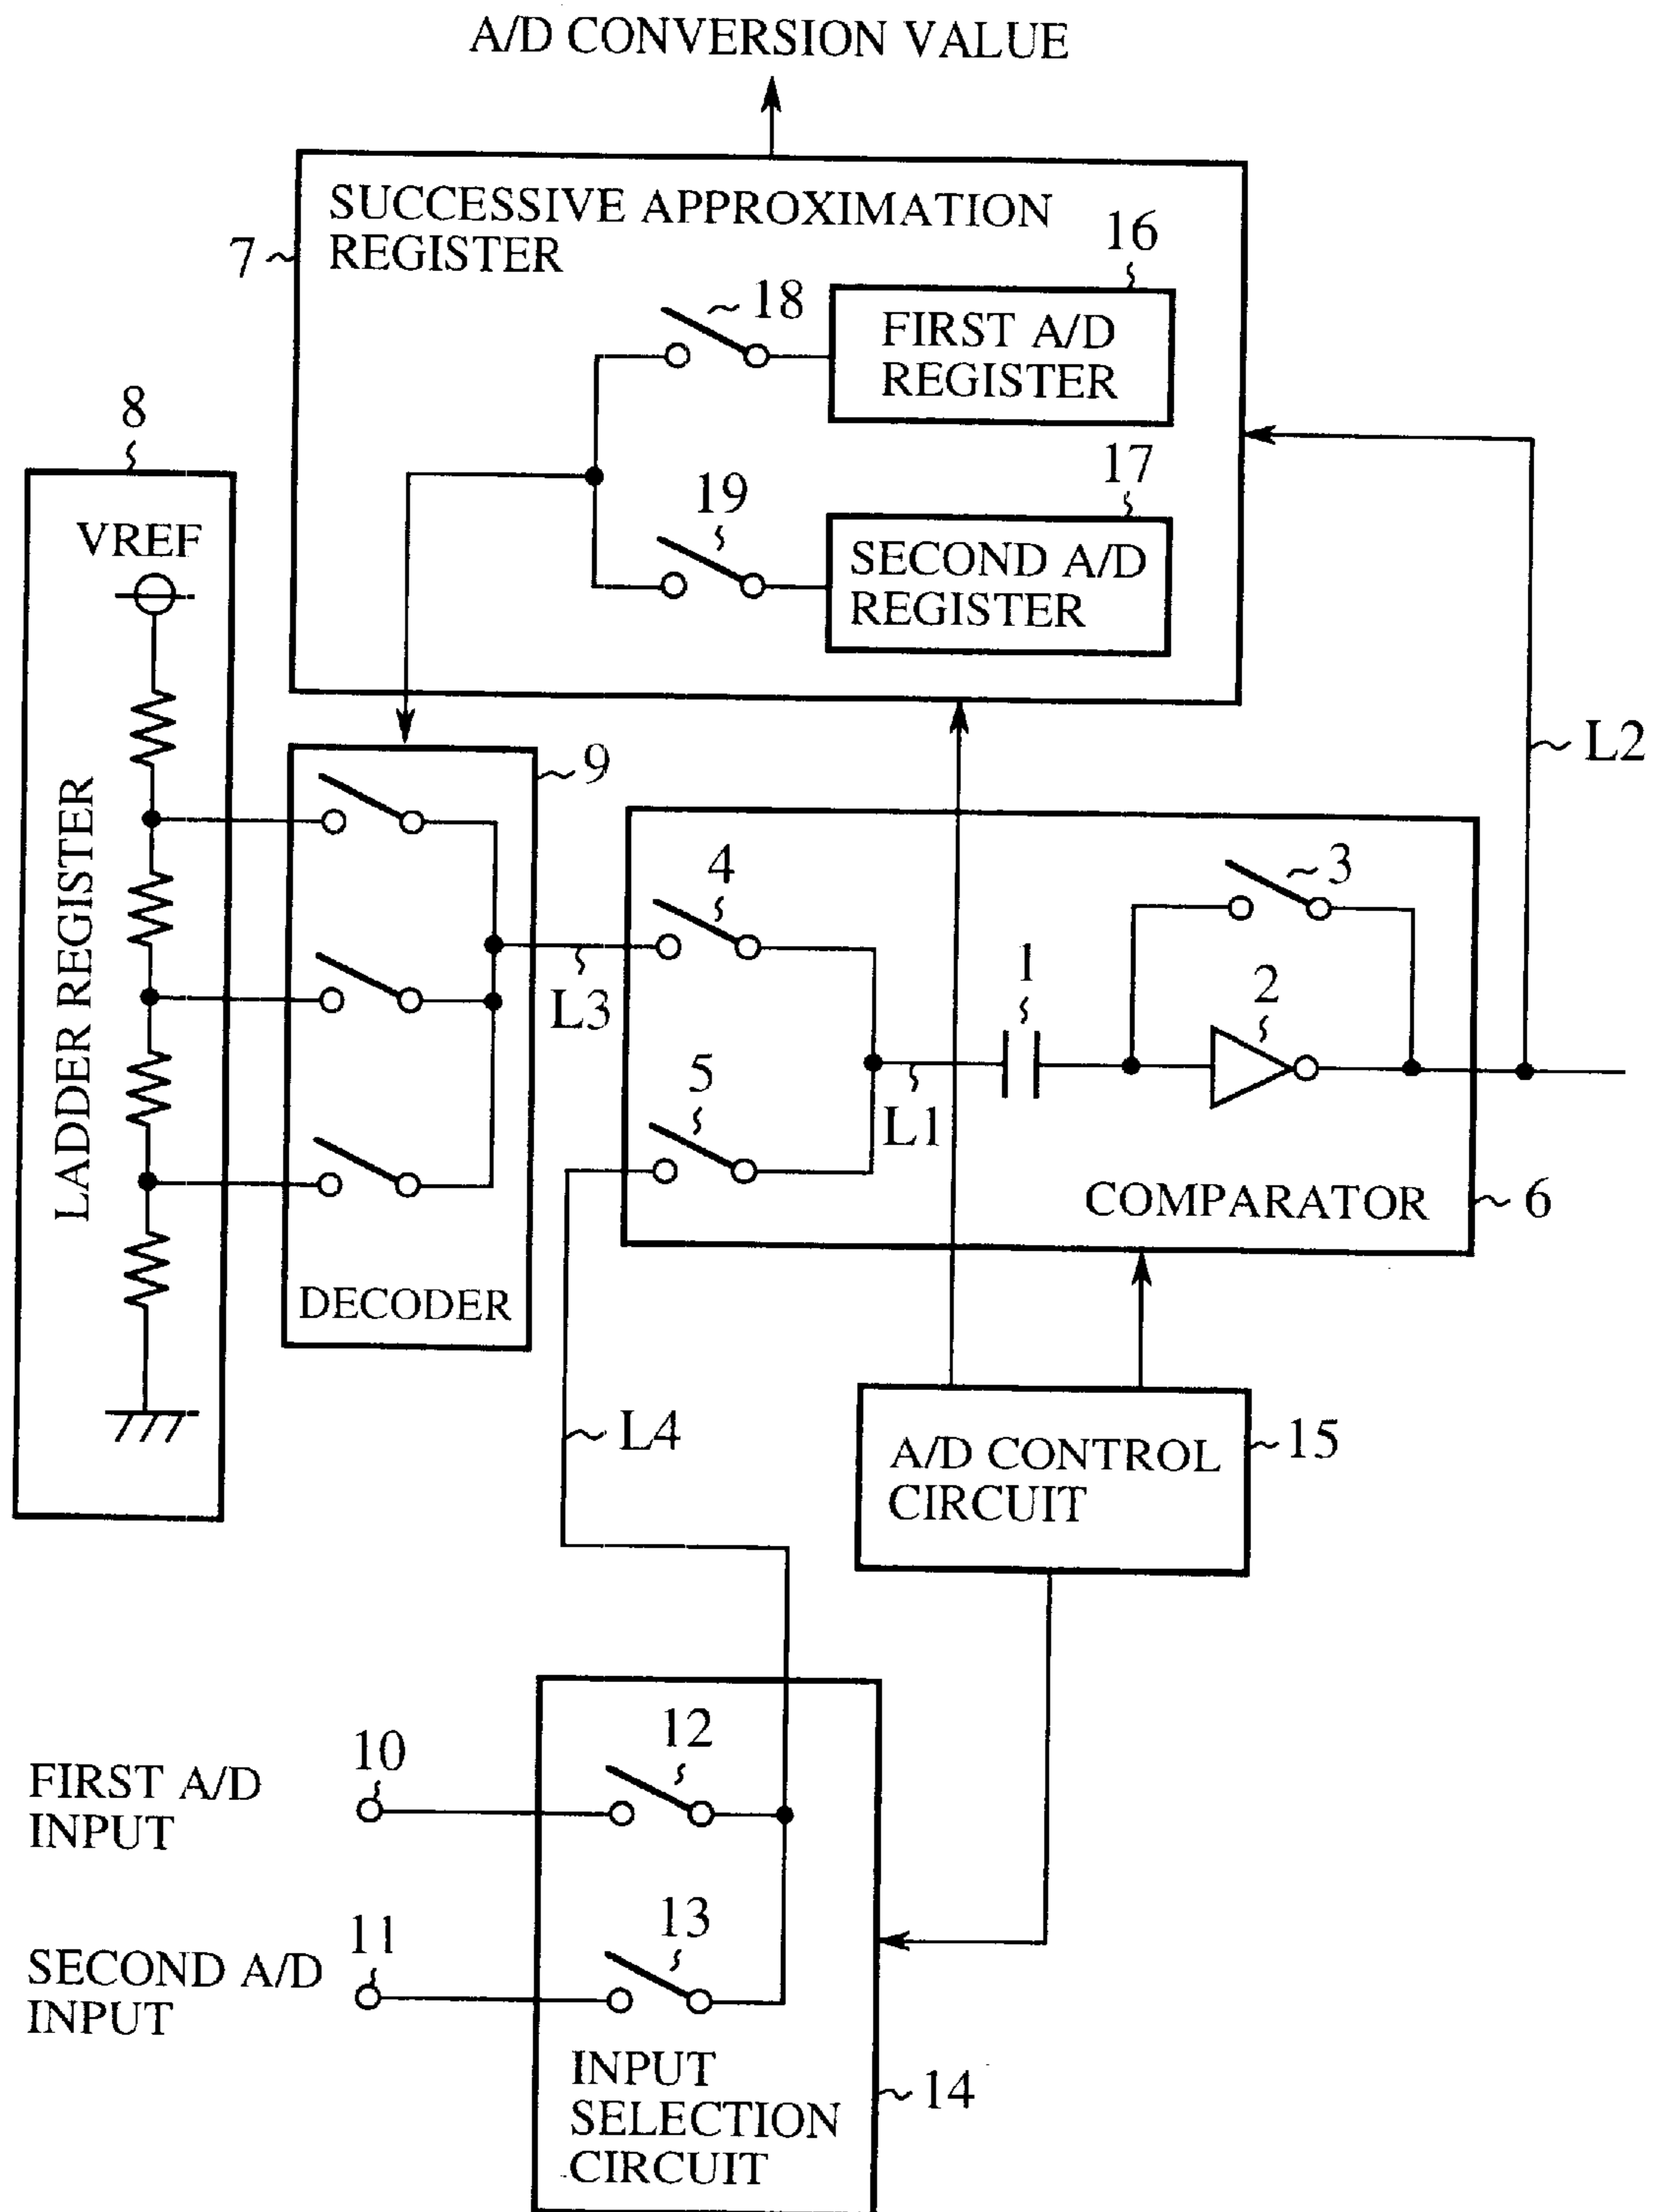 A/D CONVERSION VALUE
SUCCESSIVE APPROXIMATION
REGISTER
7
16
18
FIRST A/D
REGISTER
8
17
19
VREF
SECOND A/D
REGISTER
L2
9
LADDER REGISTER
4
3
1
2
L3
5
L1
COMPARATOR
6
DECODER
L4
A/D CONTROL
CIRCUIT
15
12
10
FIRST A/D
INPUT
13
11
SECOND A/D
INPUT
INPUT
SELECTION
CIRCUIT
14